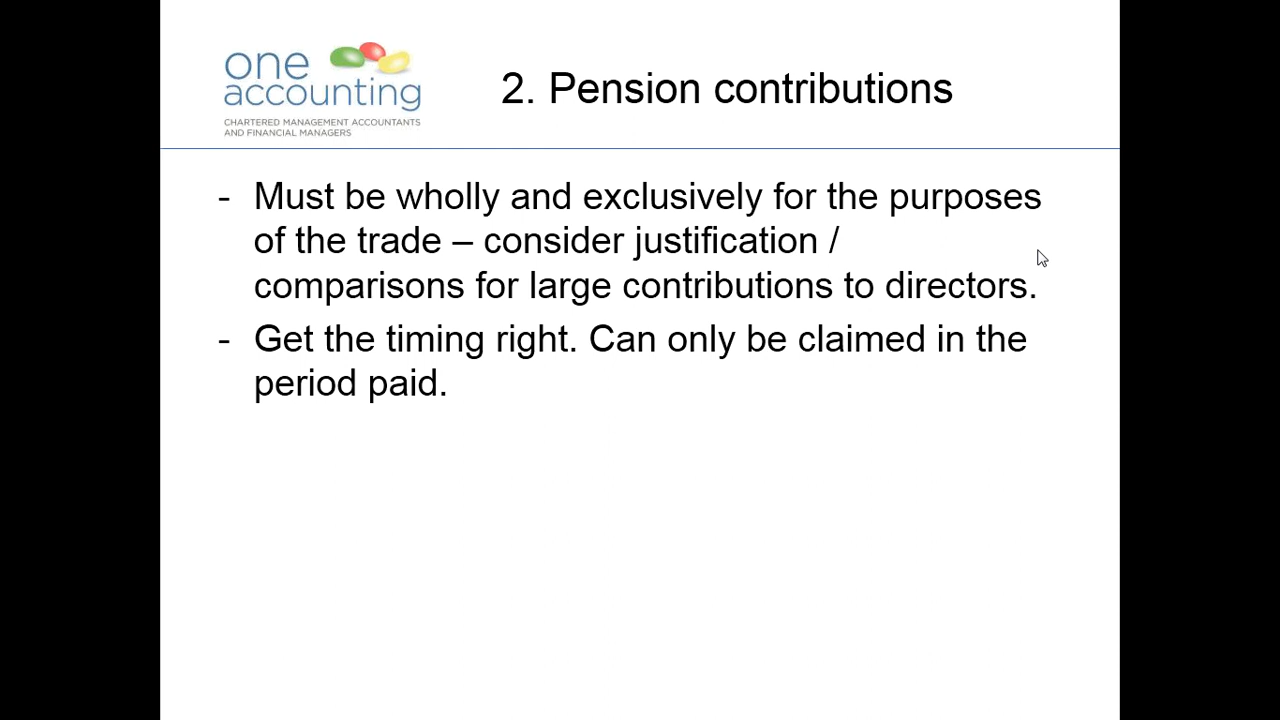 one
accounting
CHARTERED MANAGEMENT ACCOUNTANTS
AND FINANCIAL MANAGERS
2. Pension contributions
- Must be wholly and exclusively for the purposes
of the trade – consider justification /
comparisons for large contributions to directors.
- Get the timing right. Can only be claimed in the
period paid.